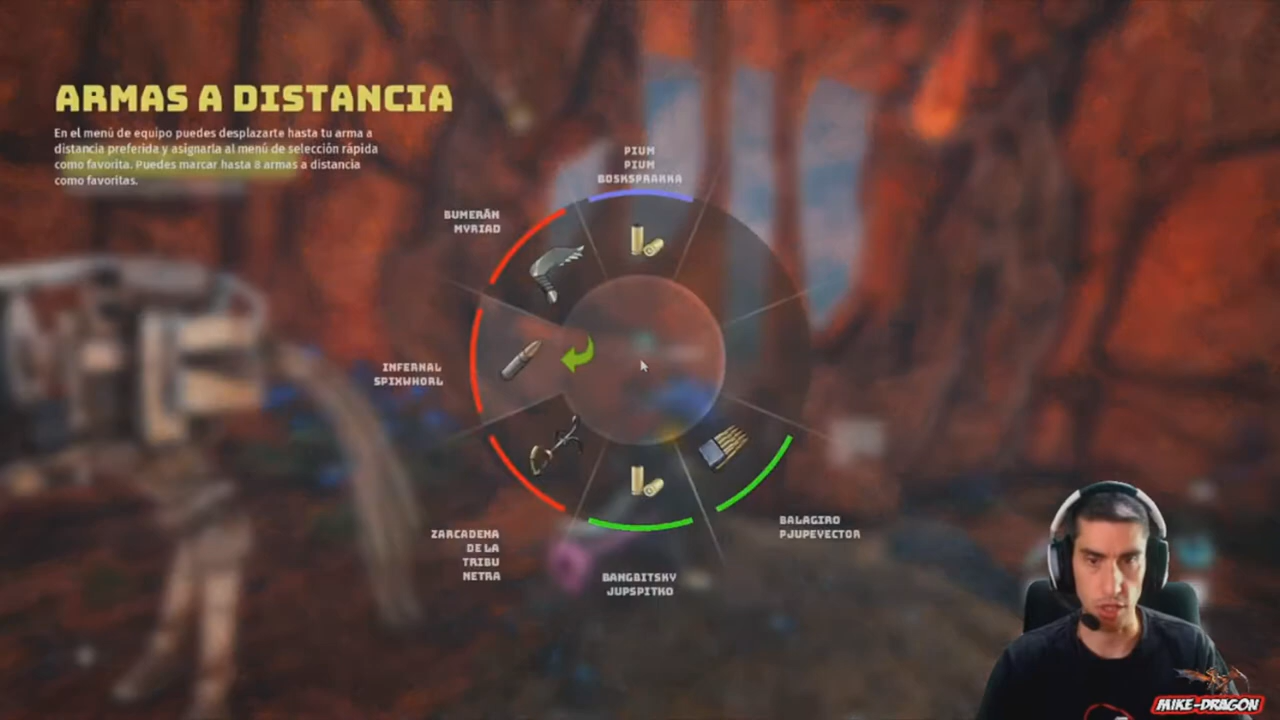 ARMAS A DISTANCIA
En el menú de equipo puedes desplazarte hasta tu arma a
distancia preferida y asignarla al menú de selección rápida
como favorita. Puedes marcar hasta 8 armas a distancia
como favoritas.
PIUM
PIUM
BOSKSPRAKKA
BUMERÁN
MYRIAD
INFERNAL
SPIXWHORL
ZARCADENA
DE LA
TRIBU
NETRA
BANGBITSKY
JUPSPITKO
BALAGIRO
PJUPEYECTOR
MIKE-DRAGON